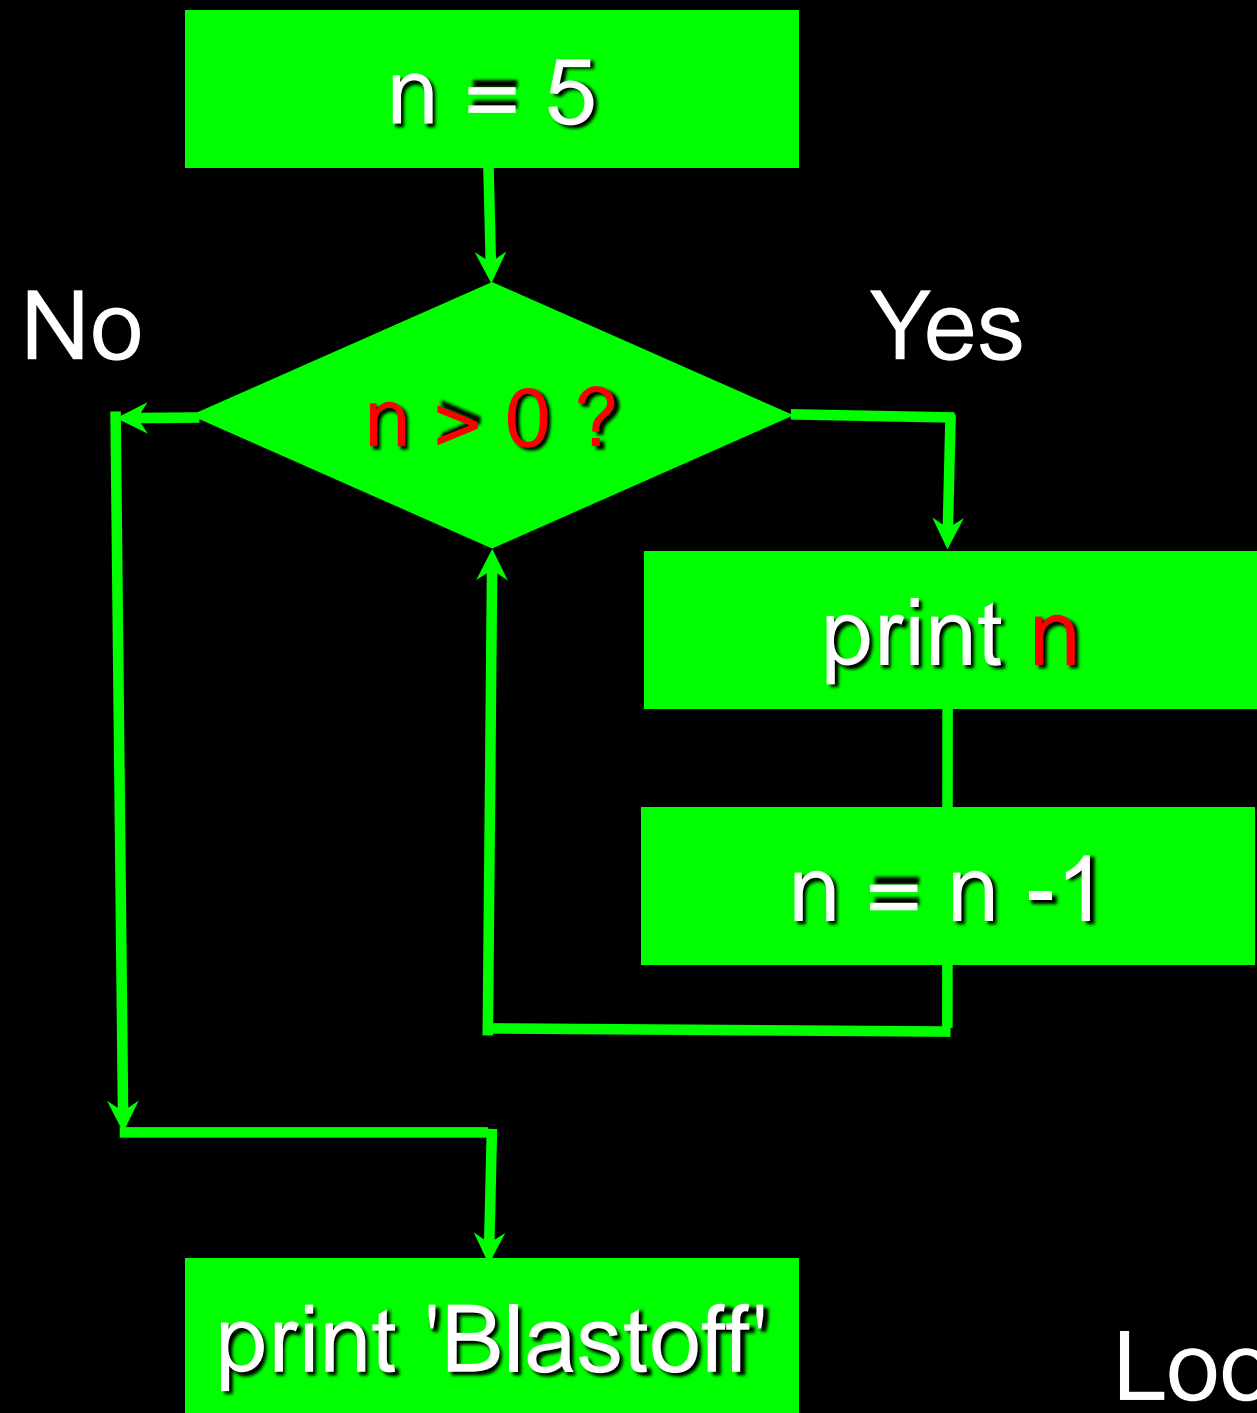 n = 5
No
Yes
n > 0 ?
print n
n = n -1
print 'Blastoff'